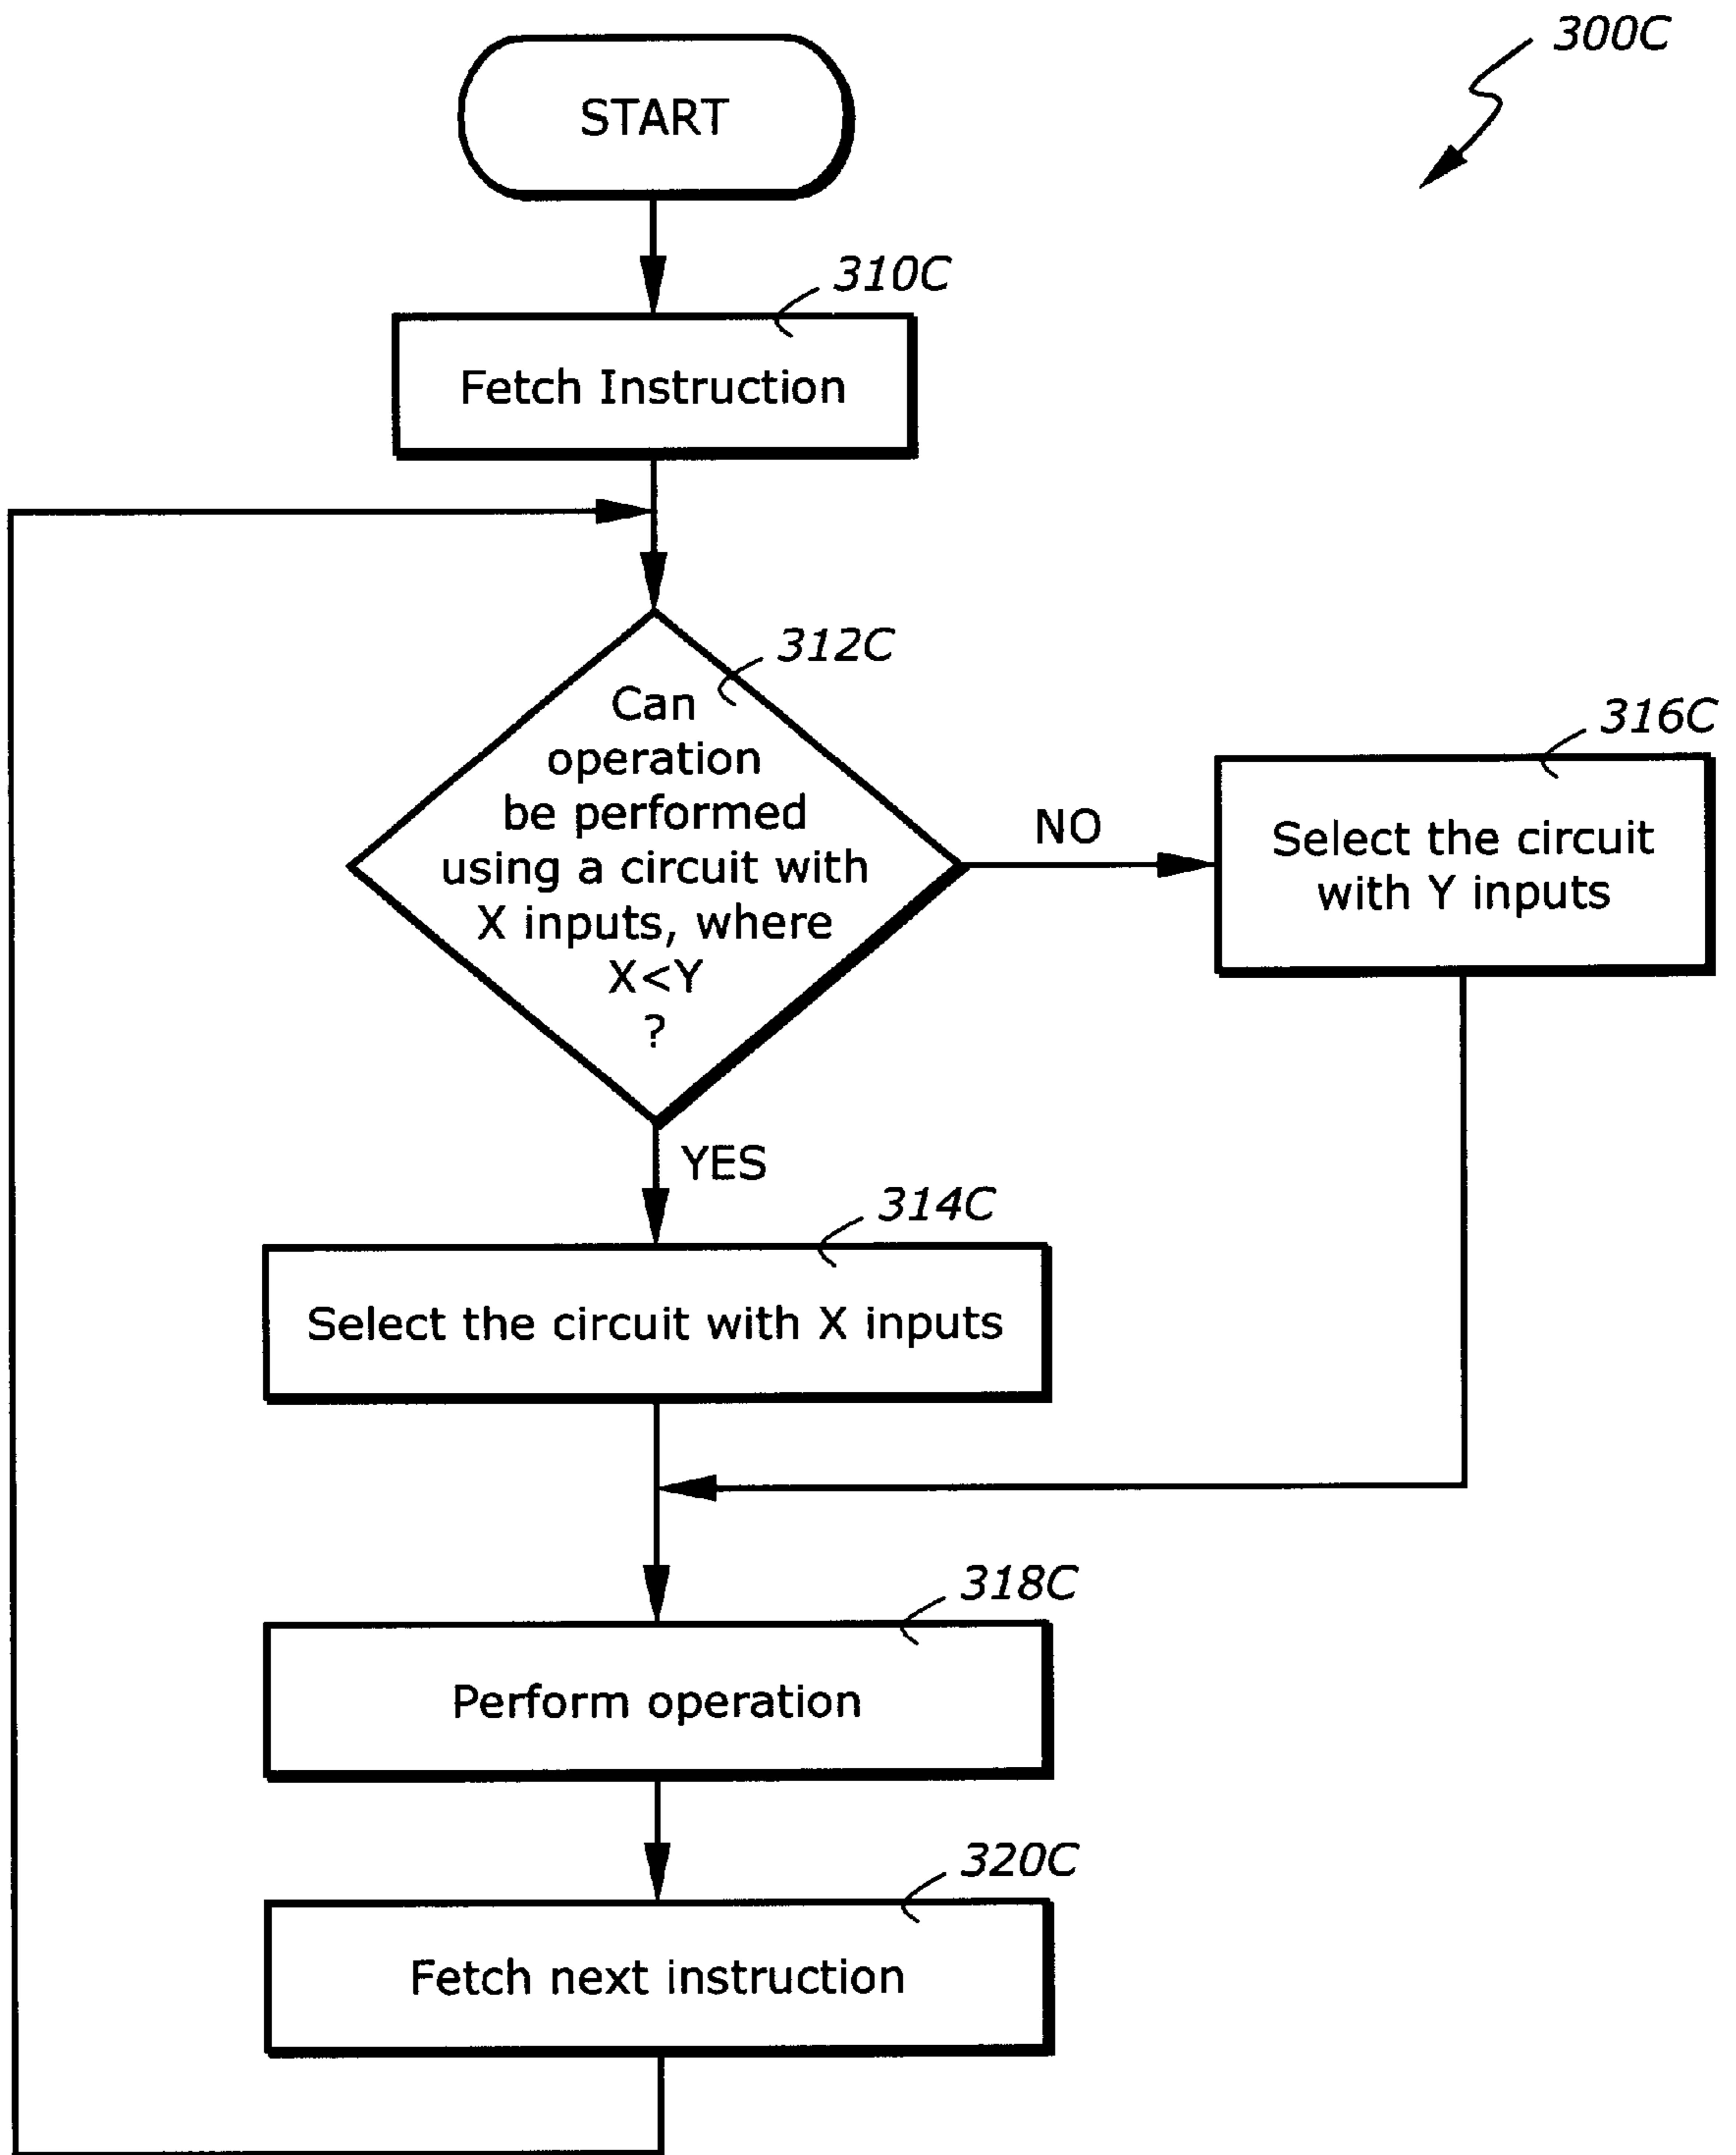 300C
START
310C
Fetch Instruction
312C
Can
operation
be performed
using a circuit with
X inputs, where
X<Y
?
NO
316C
Select the circuit
with Y inputs
YES
314C
Select the circuit with X inputs
318C
Perform operation
320C
Fetch next instruction